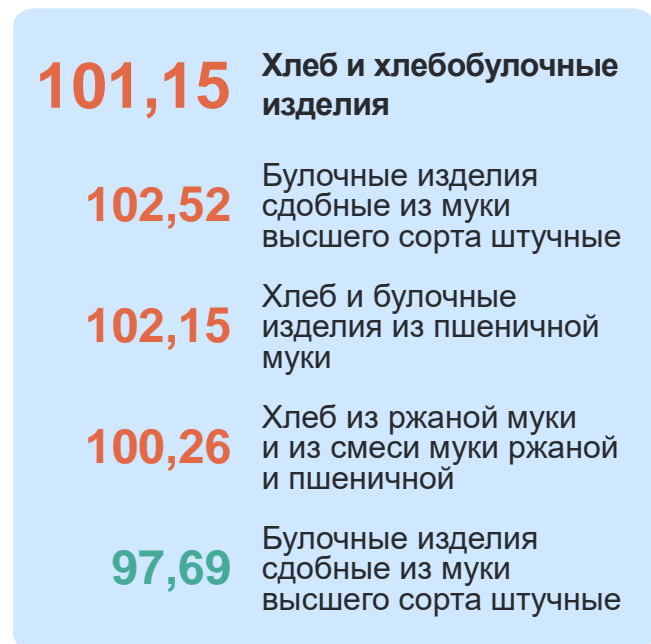 101,15 Хлеб и хлебобулочные
изделия
102,52 Булочные изделия
сдобные из муки
высшего сорта штучные
102,15 Хлеб и булочные
изделия из пшеничной
муки
100,26 Хлеб из ржаной муки
и из смеси муки ржаной
и пшеничной
97,69 Булочные изделия
сдобные из муки
высшего сорта штучные